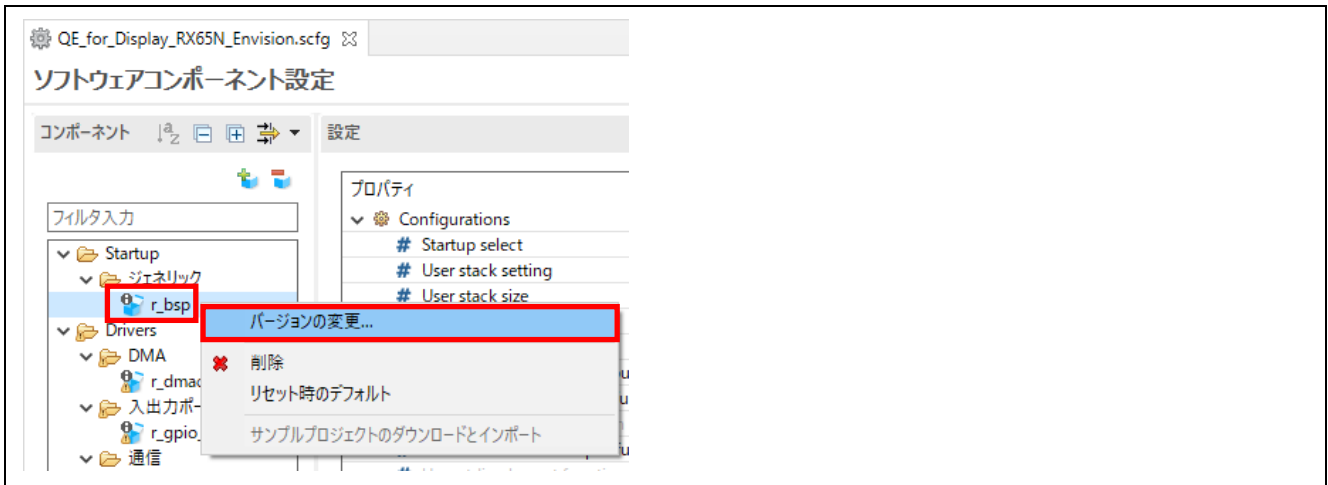 QE_for_Display_RX65N_Envision.scfg
ソフトウェアコンポーネント設定
コンポーネント
設定
フィルタ入力
プロパティ
Configurations
# Startup select
# User stack setting
# User stack size
Startup
ジェネリック
r_bsp
Drivers
DMA
r_dmac
入出力ポー
r_gpio_
通信
バージョンの変更...
削除
リセット時のデフォルト
サンプルプロジェクトのダウンロードとインポート